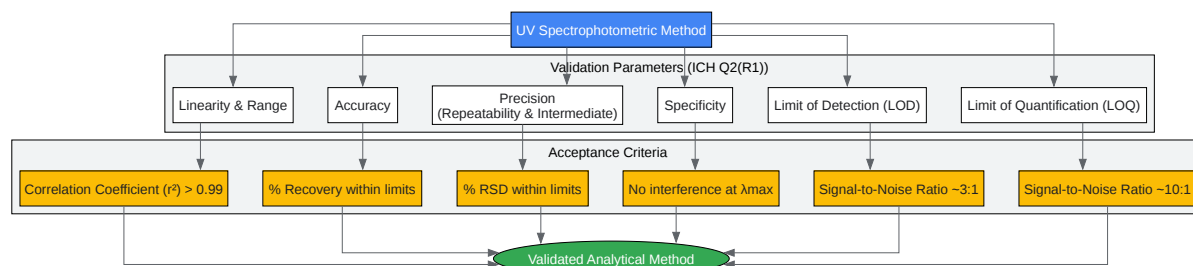 UV Spectrophotometric Method
Validation Parameters (ICH Q2(R1))
Linearity & Range
Accuracy
Precision
(Repeatability & Intermediate)
Specificity
Limit of Detection (LOD)
Limit of Quantification (LOQ)
Acceptance Criteria
Correlation Coefficient (r²) > 0.99
% Recovery within limits
% RSD within limits
No interference at λmax
Signal-to-Noise Ratio ~3:1
Signal-to-Noise Ratio ~10:1
Validated Analytical Method